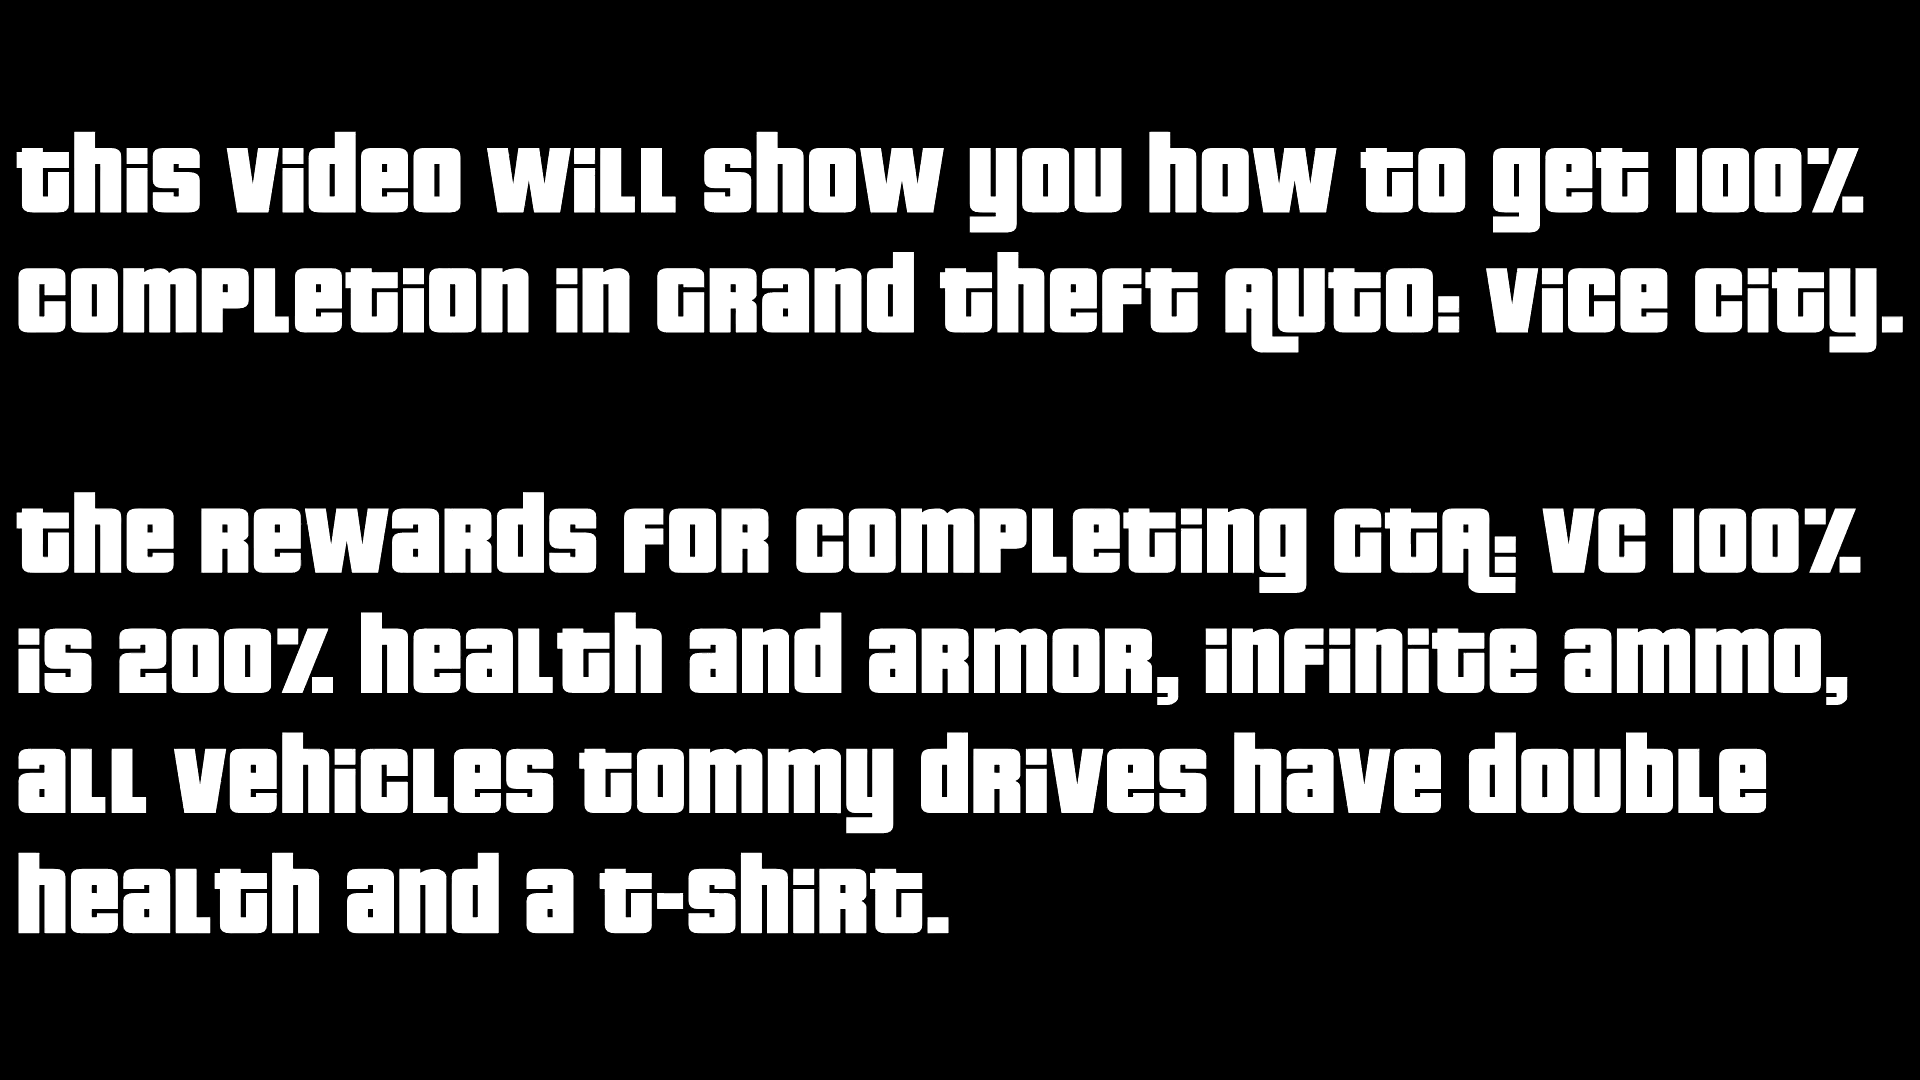 this video will show you how to get 100%
completion in Grand theft Auto: Vice City.
the rewards for completing GTA: VC 100%
is 200% health and armor, infinite ammo,
all vehicles tommy drives have double
health and a t-shirt.